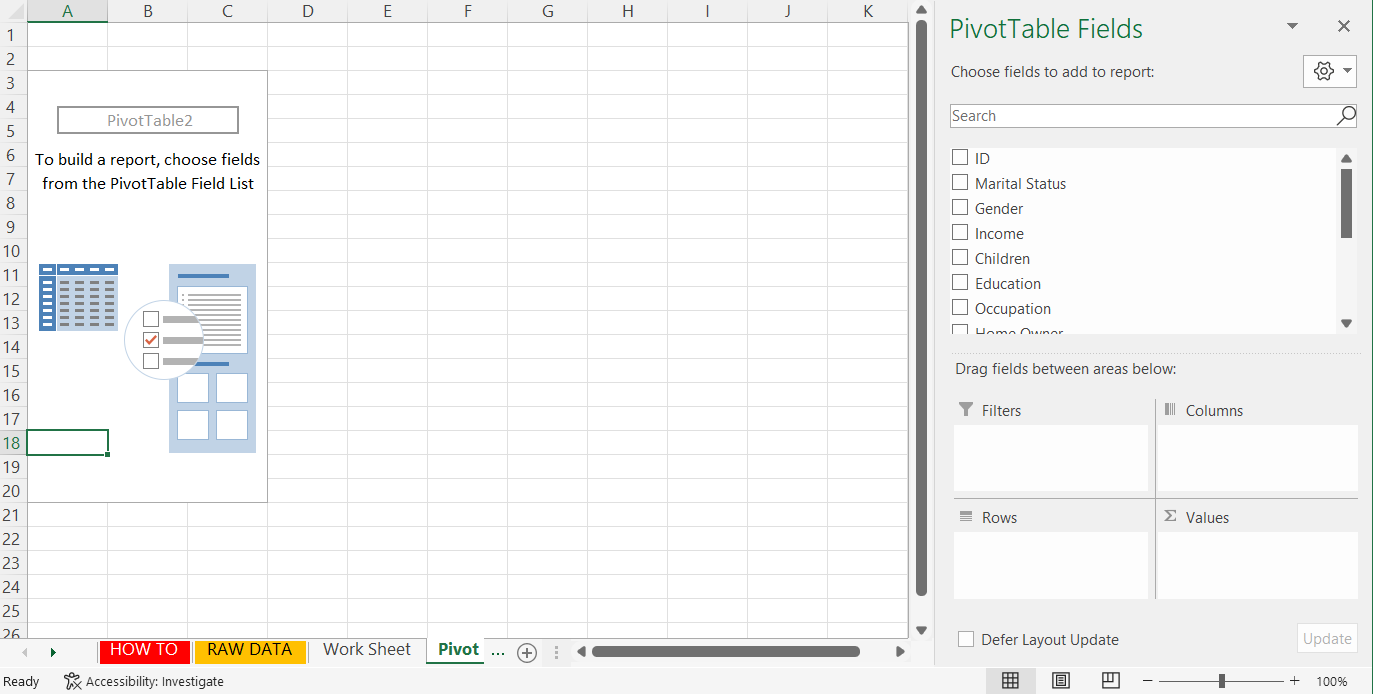 A B C D E F G H I J K
1
2
3
4
5
6
7
8
9
10
11
12
13
14
15
16
17
18
19
20
21
22
23
24
25
26
PivotTable2
To build a report, choose fields
from the PivotTable Field List
HOW TO RAW DATA Work Sheet Pivot ...
Ready Accessibility: Investigate 100%
PivotTable Fields
Choose fields to add to report:
Search
ID
Marital Status
Gender
Income
Children
Education
Occupation
Home Owner
Drag fields between areas below:
Filters
Columns
Rows
Values
Defer Layout Update Update